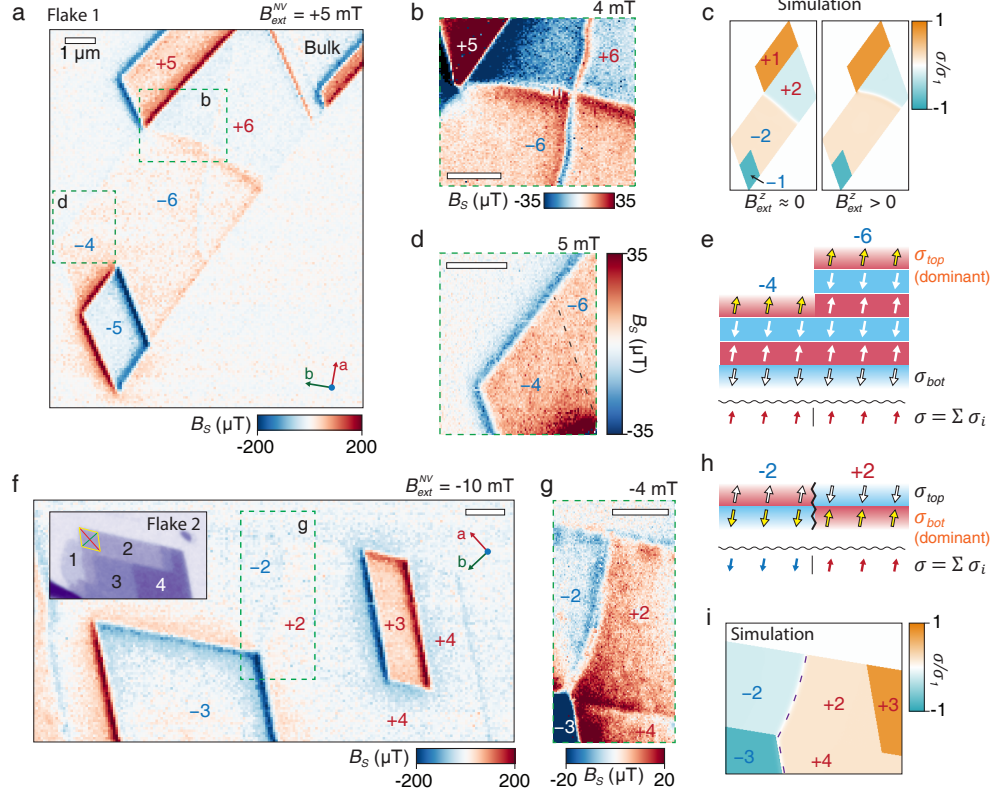 a
Flake 1
B_ext^NV = +5 mT
1 μm
Bulk
+5
b
+6
d
−6
−4
-5
a
b
B_S (μT)
-200
200
b
4 mT
+5
+6
−6
B_S (μT)
-35
35
c
Simulation
+1
+2
−2
−1
B_ext^z ≈ 0
B_ext^z > 0
1
σ/σ_1
-1
d
5 mT
−6
−4
35
B_S (μT)
-35
e
-6
-4
σ_top
(dominant)
σ_bot
σ = Σ σ_i
f
B_ext^NV = -10 mT
Flake 2
1
2
3
4
g
−2
+2
+3
+4
−3
+4
a
b
B_S (μT)
-200
200
g
-4 mT
−2
+2
−3
+4
B_S (μT)
-20
20
h
-2
+2
σ_top
σ_bot
(dominant)
σ = Σ σ_i
i
Simulation
−2
+2
+3
−3
+4
1
σ/σ_1
-1